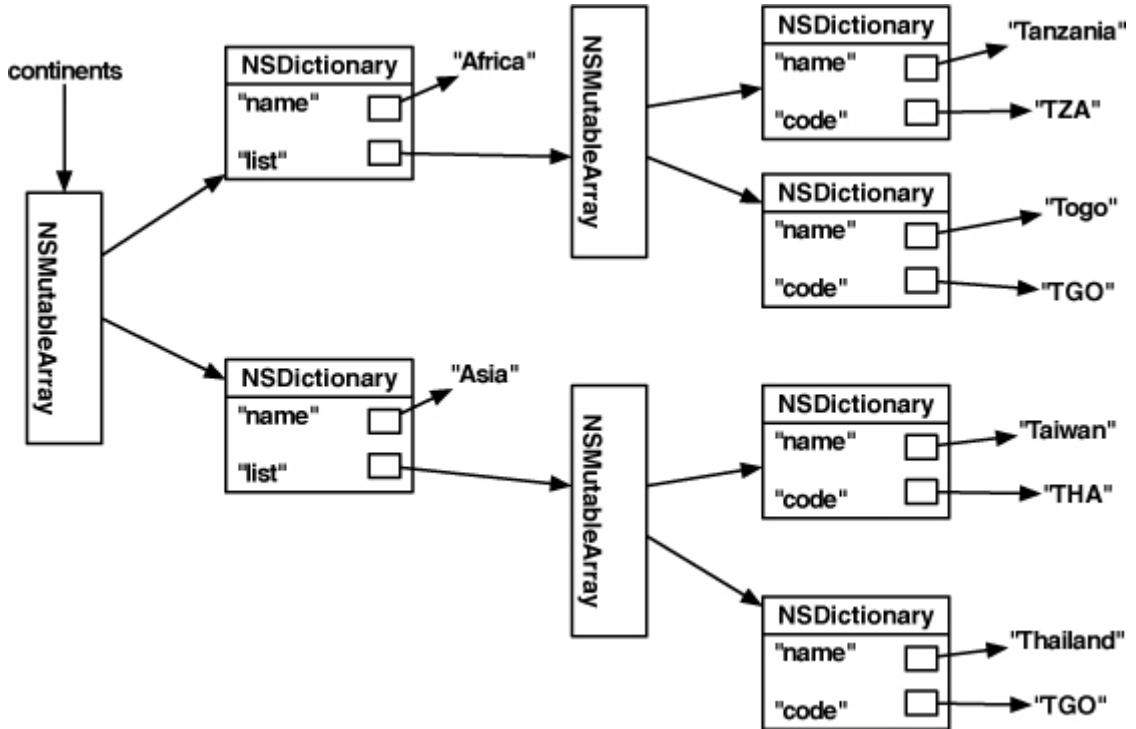 continents
NSMutableArray
NSDictionary
"name"
"Africa"
"list"
NSMutableArray
NSDictionary
"name"
"Tanzania"
"code"
"TZA"
NSDictionary
"name"
"Togo"
"code"
"TGO"
NSDictionary
"name"
"Asia"
"list"
NSMutableArray
NSDictionary
"name"
"Taiwan"
"code"
"THA"
NSDictionary
"name"
"Thailand"
"code"
"TGO"